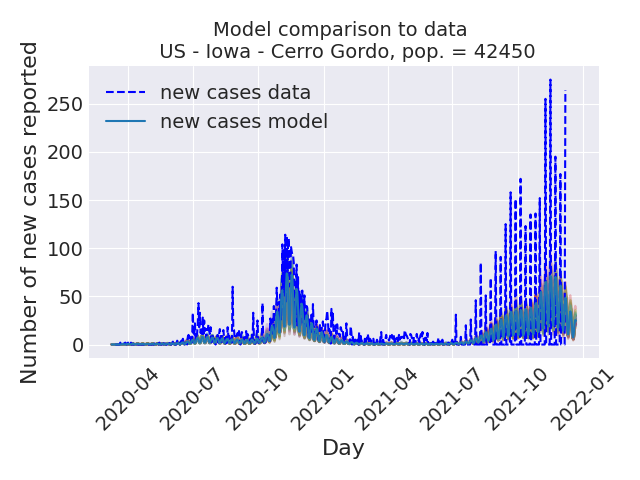 Model comparison to data
US - Iowa - Cerro Gordo, pop. = 42450
Number of new cases reported
new cases data
new cases model
250
200
150
100
50
0
2020-04
2020-07
2020-10
2021-01
2021-04
2021-07
2021-10
2022-01
Day